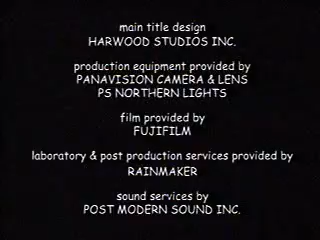 main title design
HARWOOD STUDIOS INC.
production equipment provided by
PANAVISION CAMERA & LENS
PS NORTHERN LIGHTS
film provided by
FUJIFILM
laboratory & post production services provided by
RAINMAKER
sound services by
POST MODERN SOUND INC.